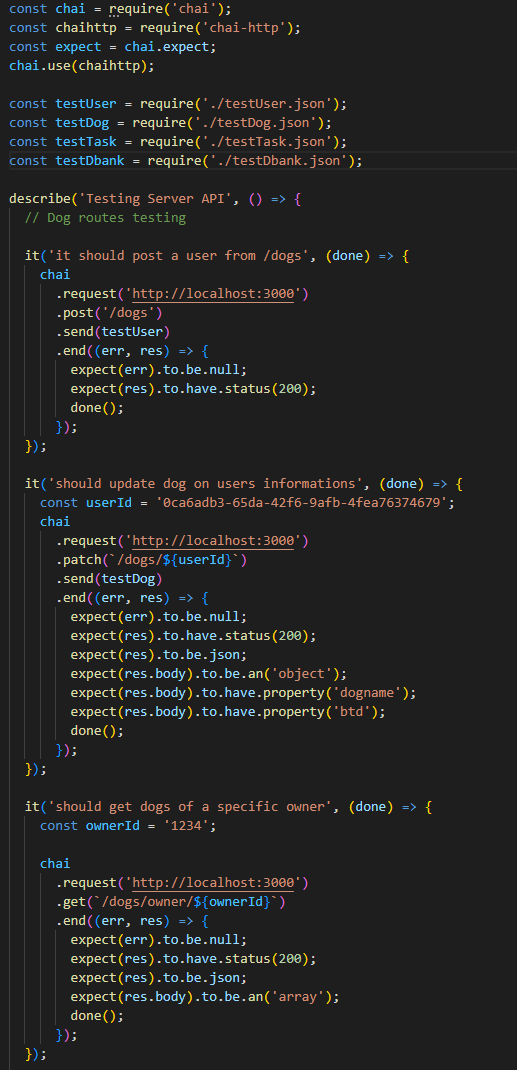 const chai = require('chai');
const chaihttp = require('chai-http');
const expect = chai.expect;
chai.use(chaihttp);

const testUser = require('./testUser.json');
const testDog = require('./testDog.json');
const testTask = require('./testTask.json');
const testDbank = require('./testDbank.json');

describe('Testing Server API', () => {
  // Dog routes testing

  it('it should post a user from /dogs', (done) => {
    chai
      .request('http://localhost:3000')
      .post('/dogs')
      .send(testUser)
      .end((err, res) => {
        expect(err).to.be.null;
        expect(res).to.have.status(200);
        done();
      });
  });

  it('should update dog on users informations', (done) => {
    const userId = '0ca6adb3-65da-42f6-9afb-4fea76374679';
    chai
      .request('http://localhost:3000')
      .patch(`/dogs/${userId}`)
      .send(testDog)
      .end((err, res) => {
        expect(err).to.be.null;
        expect(res).to.have.status(200);
        expect(res).to.be.json;
        expect(res.body).to.be.an('object');
        expect(res.body).to.have.property('dogname');
        expect(res.body).to.have.property('btd');
        done();
      });
  });

  it('should get dogs of a specific owner', (done) => {
    const ownerId = '1234';

    chai
      .request('http://localhost:3000')
      .get(`/dogs/owner/${ownerId}`)
      .end((err, res) => {
        expect(err).to.be.null;
        expect(res).to.have.status(200);
        expect(res).to.be.json;
        expect(res.body).to.be.an('array');
        done();
      });
  });